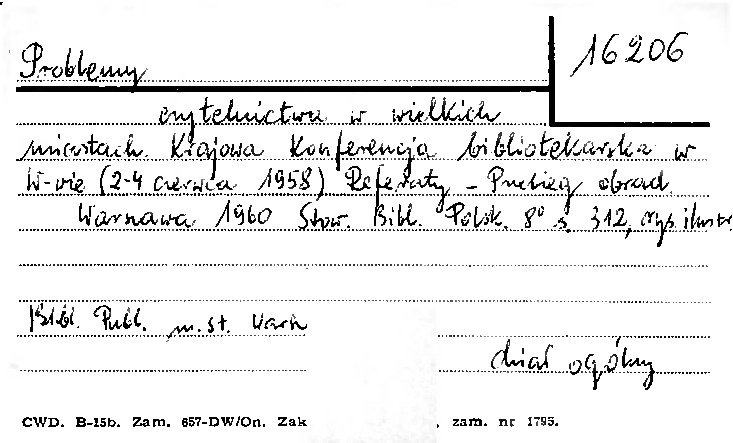 16206
Problemy
czytelnictwa w wielkich
miastach. Krajowa Konferencja bibliotekarska w
W-wie (2-4 czerwca 1958) Referaty - Przebieg obrad.
Warszawa 1960 Stow. Bibl. Polsk. 8° s. 312, ilustr
Bibl. Publ. m. st. Warsz
dział ogólny
CWD. B-15b. Zam. 657-DW/On. Zak , zam. nr 1795.